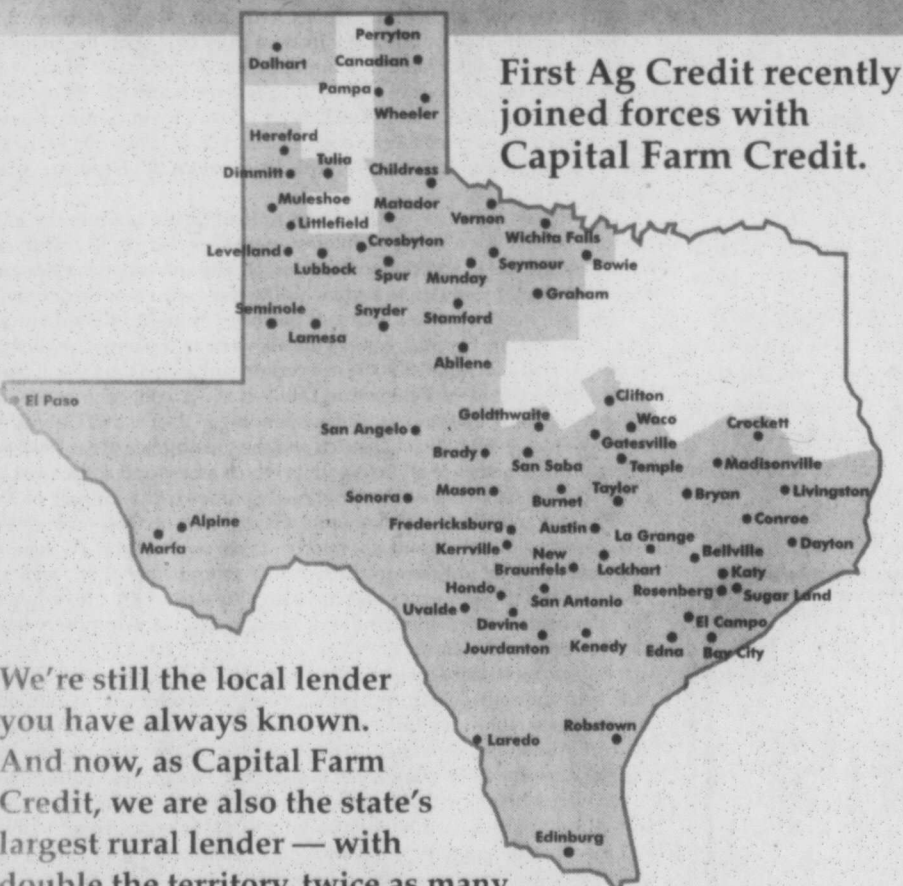 First Ag Credit recently
joined forces with
Capital Farm Credit.
Perryton
Dalhart
Canadian
Pampa
Wheeler
Hereford
Tulia
Dimmitt
Childress
Muleshoe
Matador
Littlefield
Vernon
Wichita Falls
Levelland
Crosbyton
Lubbock
Spur
Munday
Seymour
Bowie
Graham
Seminole
Snyder
Stamford
Lamesa
Abilene
El Paso
Clifton
Goldthwaite
Waco
Crockett
San Angelo
Gatesville
Brady
San Saba
Temple
Madisonville
Sonora
Mason
Burnet
Taylor
Bryan
Livingston
Alpine
Marfa
Fredericksburg
Austin
La Grange
Conroe
Kerrville
New
Braunfels
Lockhart
Bellville
Dayton
Katy
Hondo
San Antonio
Rosenberg
Sugar Land
Uvalde
Devine
El Campo
Jourdanton
Kenedy
Edna
Bay City
Laredo
Robstown
Edinburg
We're still the local lender
you have always known.
And now, as Capital Farm
Credit, we are also the state's
largest rural lender — with
double the territory, twice as many